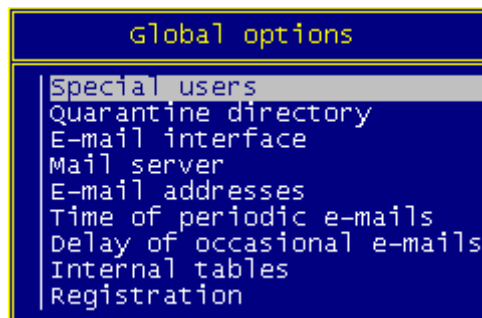 Global options
Special users
Quarantine directory
E-mail interface
Mail server
E-mail addresses
Time of periodic e-mails
Delay of occasional e-mails
Internal tables
Registration